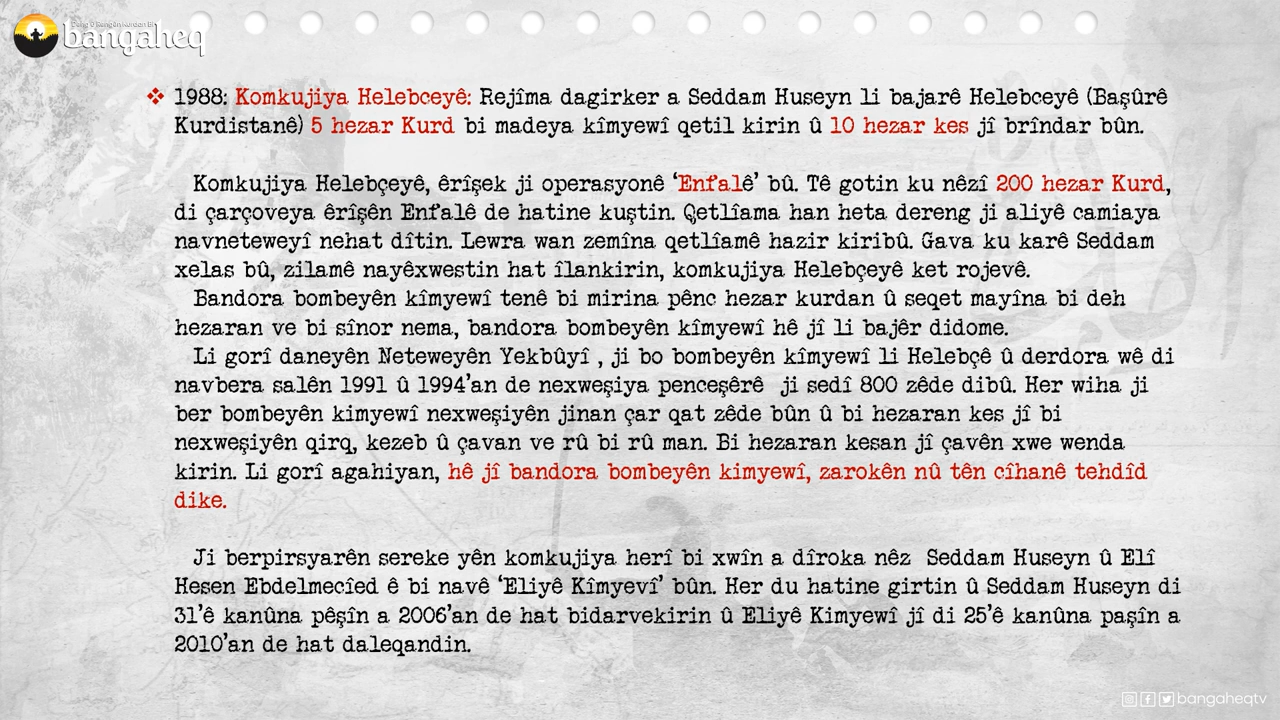 Deng û Rengên Kurdan Bi
bangaheq
❖ 1988: Komkujiya Helebceyê: Rejîma dagirker a Seddam Huseyn li bajarê Helebceyê (Başûrê
Kurdistanê) 5 hezar Kurd bi madeya kîmyewî qetil kirin û 10 hezar kes jî brîndar bûn.
Komkujiya Helebçeyê, êrîşek ji operasyonê ‘Enfalê’ bû. Tê gotin ku nêzî 200 hezar Kurd,
di çarçoveya êrîşên Enfalê de hatine kuştin. Qetlîama han heta dereng ji aliyê camiaya
navneteweyî nehat dîtin. Lewra wan zemîna qetlîamê hazir kiribû. Gava ku karê Seddam
xelas bû, zilamê nayêxwestin hat îlankirin, komkujiya Helebçeyê ket rojevê.
Bandora bombeyên kîmyewî tenê bi mirina pênc hezar kurdan û seqet mayîna bi deh
hezaran ve bi sînor nema, bandora bombeyên kîmyewî hê jî li bajêr didome.
Li gorî daneyên Neteweyên Yekbûyî , ji bo bombeyên kîmyewî li Helebçê û derdora wê di
navbera salên 1991 û 1994’an de nexweşiya penceşêrê ji sedî 800 zêde dibû. Her wiha ji
ber bombeyên kimyewî nexweşiyên jinan çar qat zêde bûn û bi hezaran kes jî bi
nexweşiyên qirq, kezeb û çavan ve rû bi rû man. Bi hezaran kesan jî çavên xwe wenda
kirin. Li gorî agahiyan, hê jî bandora bombeyên kimyewî, zarokên nû tên cîhanê tehdîd
dike.
Ji berpirsyarên sereke yên komkujiya herî bi xwîn a dîroka nêz Seddam Huseyn û Elî
Hesen Ebdelmecîed ê bi navê ‘Eliyê Kîmyevî’ bûn. Her du hatine girtin û Seddam Huseyn di
31’ê kanûna pêşîn a 2006’an de hat bidarvekirin û Eliyê Kimyewî jî di 25’ê kanûna paşîn a
2010’an de hat daleqandin.
bangaheqtv